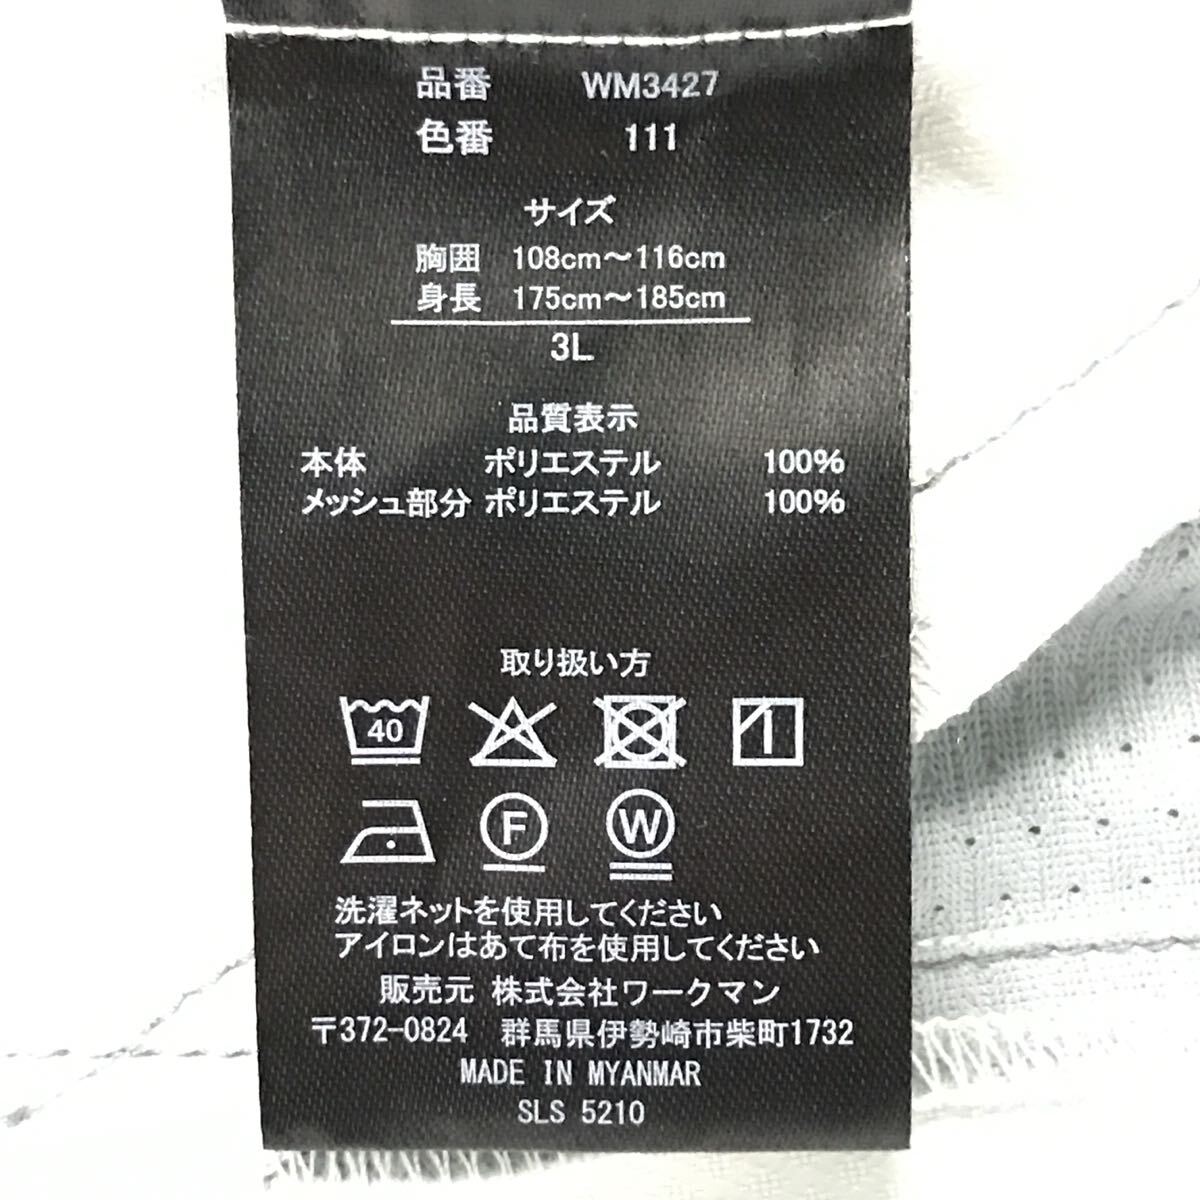 品番 WM3427
色番 111
サイズ
胸囲 108cm～116cm
身長 175cm～185cm
3L
品質表示
本体 ポリエステル 100%
メッシュ部分 ポリエステル 100%
取り扱い方
40
F
W
洗濯ネットを使用してください
アイロンはあて布を使用してください
販売元 株式会社ワークマン
〒372-0824 群馬県伊勢崎市柴町1732
MADE IN MYANMAR
SLS 5210